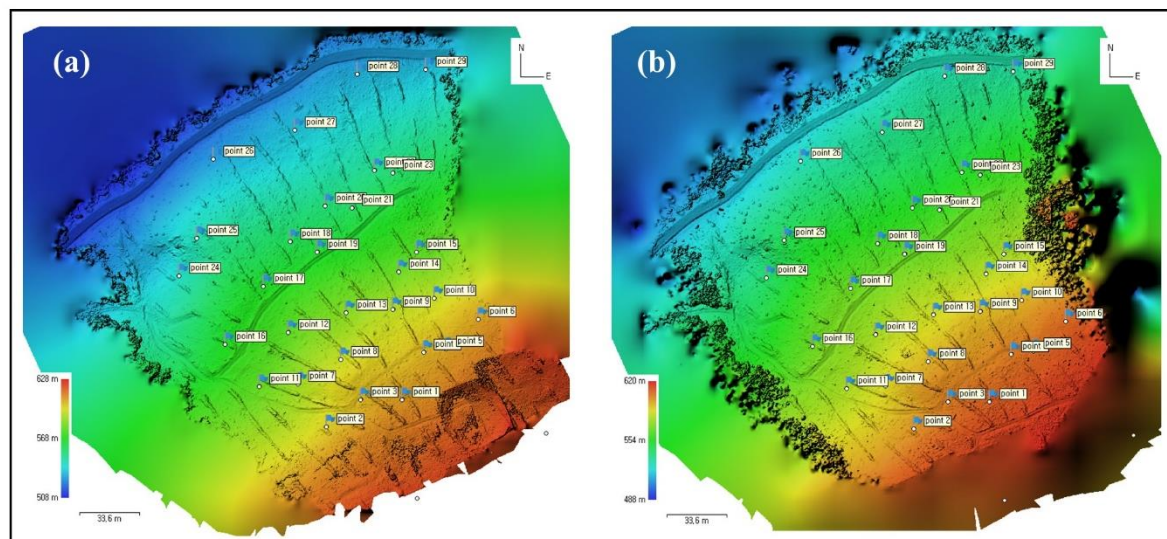 (a)
N
E
point 28
point 29
point 27
point 26
point 23
point 21
point 25
point 18
point 19
point 15
point 24
point 14
point 17
point 10
point 13
point 9
point 6
point 12
point 16
point 5
point 8
point 11
point 7
point 3
point 1
point 2
628 m
568 m
508 m
33,6 m
(b)
N
E
point 28
point 29
point 27
point 26
point 23
point 21
point 25
point 18
point 19
point 15
point 24
point 14
point 17
point 10
point 13
point 9
point 6
point 12
point 16
point 5
point 8
point 11
point 7
point 3
point 1
point 2
620 m
554 m
488 m
33,6 m